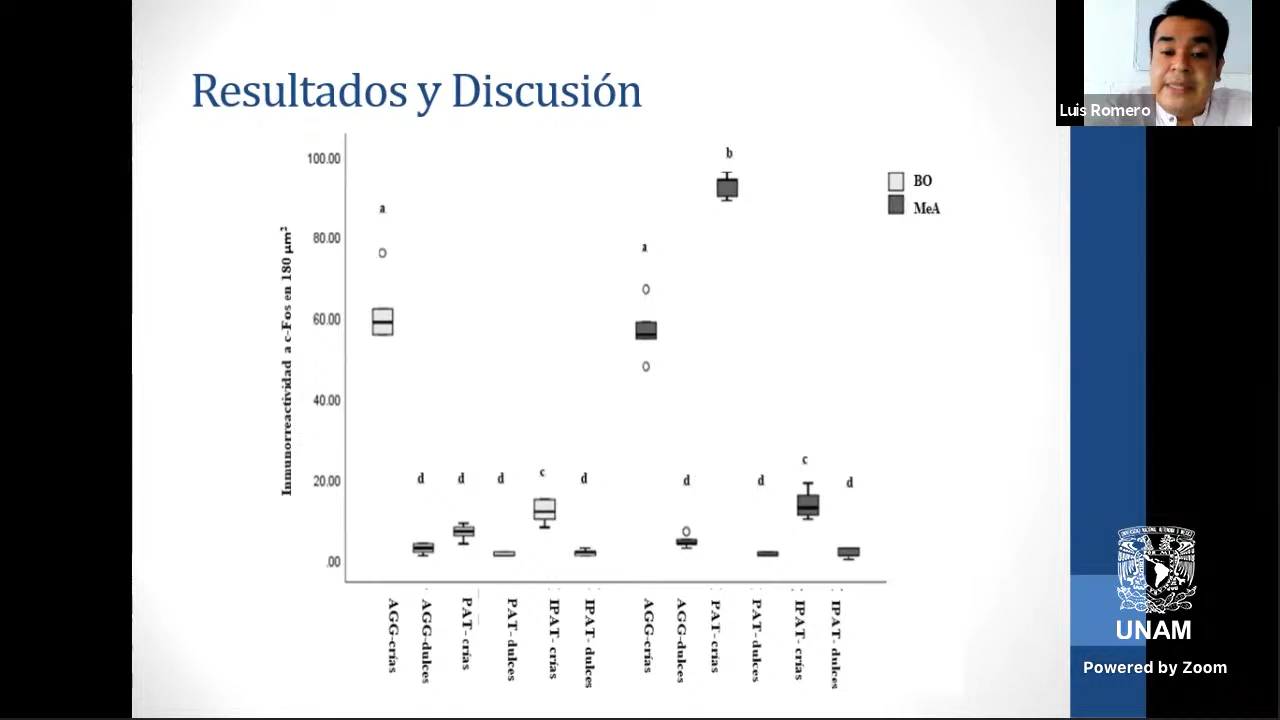 Luis Romero
Resultados y Discusión
Inmunorreactividad a c-Fos en 180 µm²
100.00
80.00
60.00
40.00
20.00
.00
a
d
d
d
c
d
a
d
b
d
c
d
BO
MeA
AGG-crías
AGG-dulces
PAT- crías
PAT- dulces
IPAT- crías
IPAT- dulces
AGG-crías
AGG-dulces
PAT- crías
PAT- dulces
IPAT- crías
IPAT- dulces
UNAM
Powered by Zoom